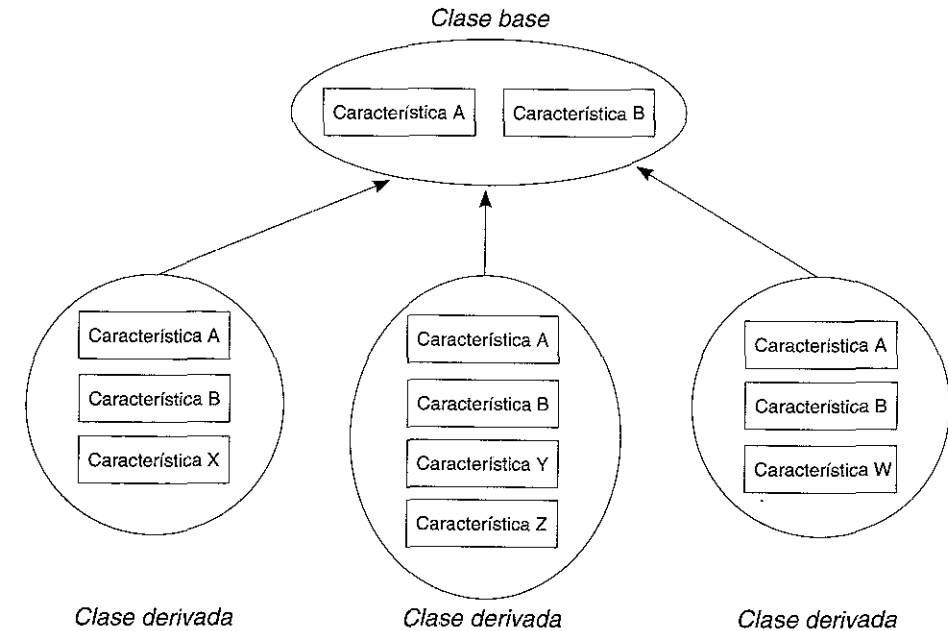 Clase base
Característica A
Característica B
Característica A
Característica B
Característica X
Característica A
Característica B
Característica Y
Característica Z
Característica A
Característica B
Característica W
Clase derivada
Clase derivada
Clase derivada